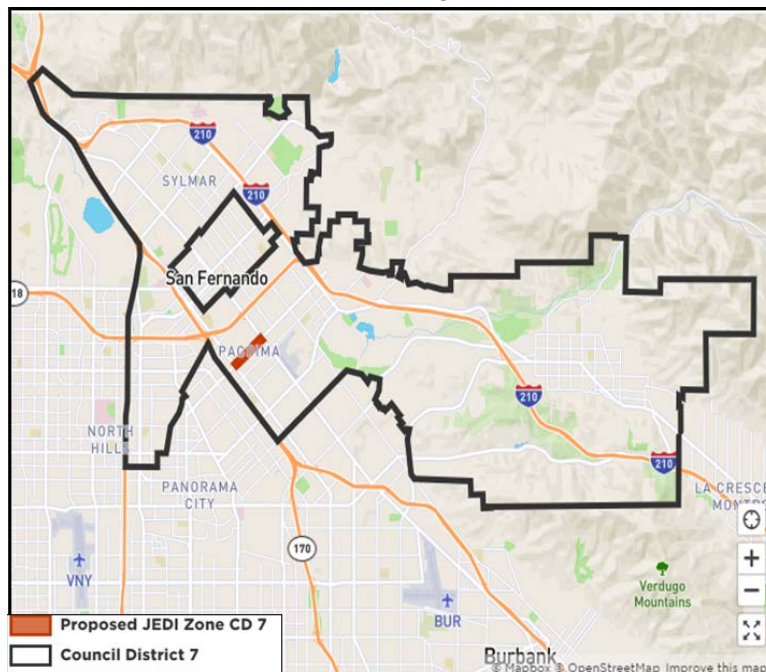 210
SYLMAR
210
San Fernando
18
PACOIMA
210
NORTH
HILLS
210
PANORAMA
CITY
LA CRESCE
MONTRO
170
VNY
BUR
Verdugo
Mountains
+
−
Proposed JEDI Zone CD 7
Council District 7
Burbank
© Mapbox © OpenStreetMap Improve this map